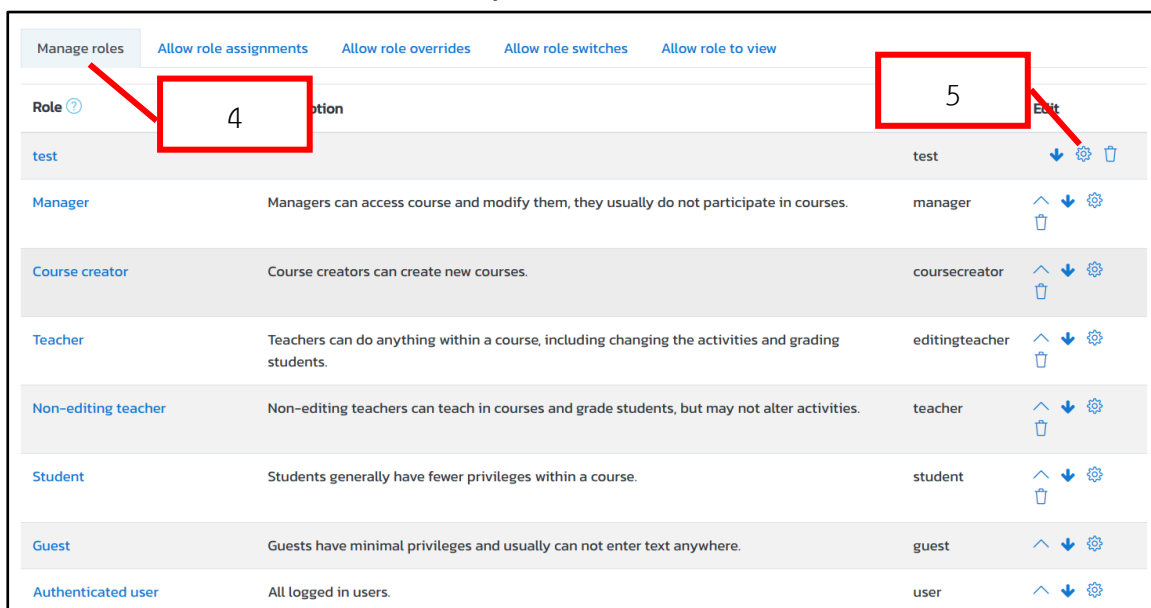 Manage roles Allow role assignments Allow role overrides Allow role switches Allow role to view
Role ? 4 ption 5 Edit
test test
Manager Managers can access course and modify them, they usually do not participate in courses. manager
Course creator Course creators can create new courses. coursecreator
Teacher Teachers can do anything within a course, including changing the activities and grading editingteacher
students.
Non-editing teacher Non-editing teachers can teach in courses and grade students, but may not alter activities. teacher
Student Students generally have fewer privileges within a course. student
Guest Guests have minimal privileges and usually can not enter text anywhere. guest
Authenticated user All logged in users. user